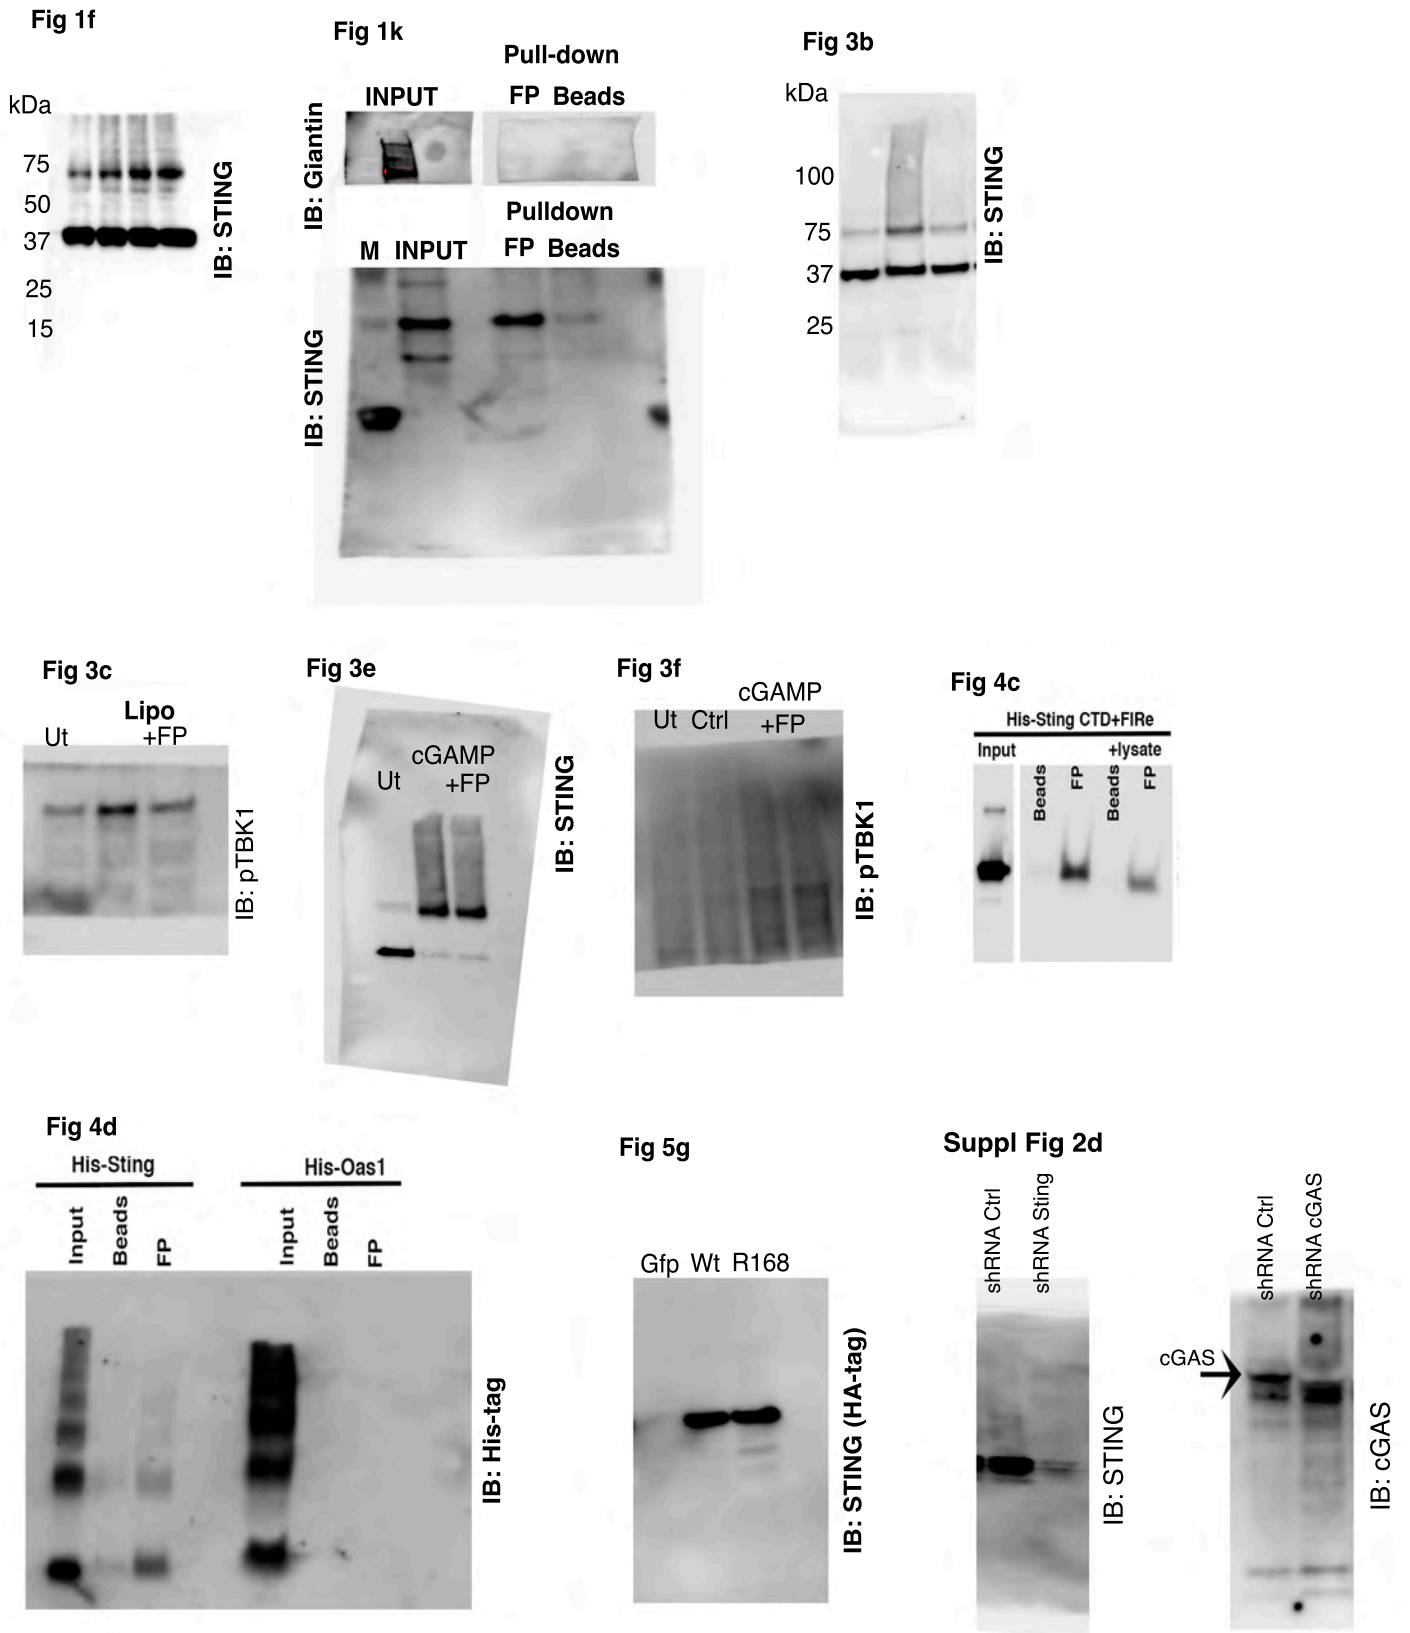 Fig 1f
kDa
75
50
37
25
15
IB: STING
Fig 1k
Pull-down
INPUT
FP Beads
IB: Giantin
Pulldown
M INPUT
FP Beads
IB: STING
Fig 3b
kDa
100
75
37
25
IB: STING
Fig 3c
Lipo
Ut
+FP
IB: pTBK1
Fig 3e
cGAMP
Ut
+FP
IB: STING
Fig 3f
cGAMP
Ut Ctrl
+FP
IB: pTBK1
Fig 4c
His-Sting CTD+FIRe
Input
+lysate
Beads
FP
Beads
FP
Fig 4d
His-Sting
His-Oas1
Input
Beads
FP
Input
Beads
FP
IB: His-tag
Fig 5g
Gfp Wt R168
IB: STING (HA-tag)
Suppl Fig 2d
shRNA Ctrl
shRNA Sting
IB: STING
shRNA Ctrl
shRNA cGAS
cGAS
IB: cGAS